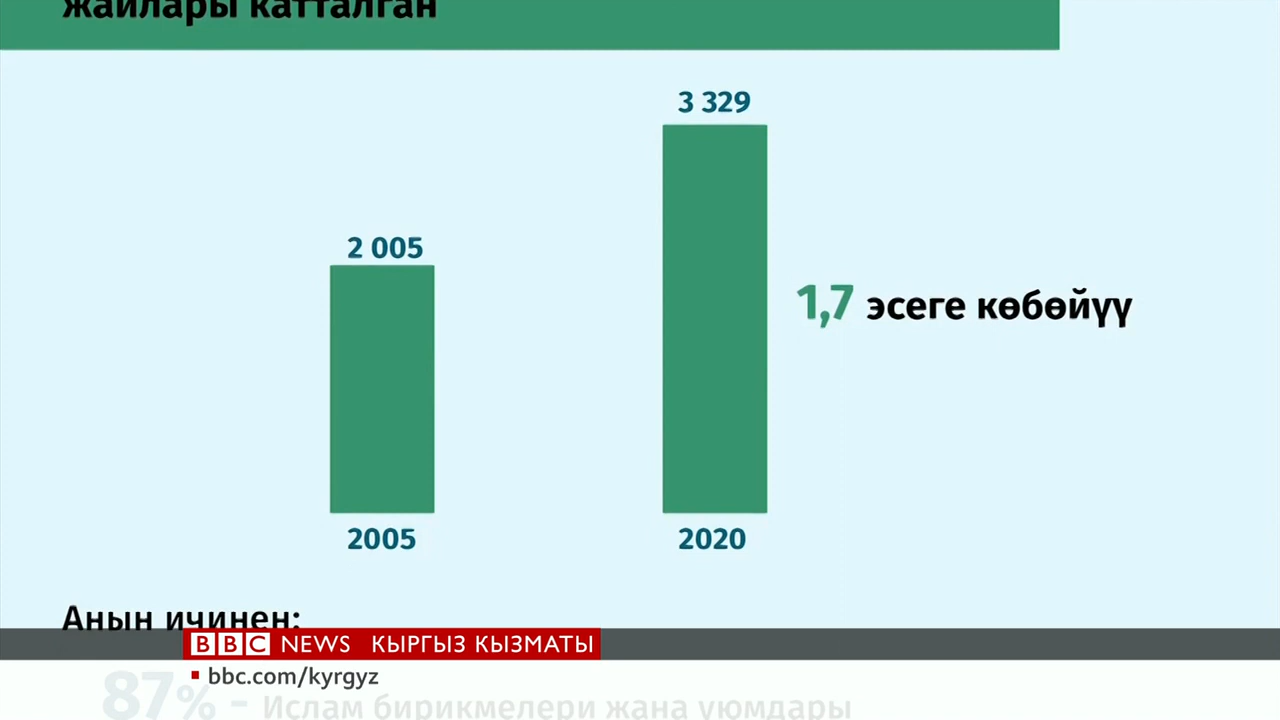 жайлары катталган
3 329
2 005
1,7 эсеге көбөйүү
2005
2020
Анын ичинен:
BBC NEWS КЫРГЫЗ КЫЗМАТЫ
bbc.com/kyrgyz
87% - Ислам бирикмелери жана уюмдары